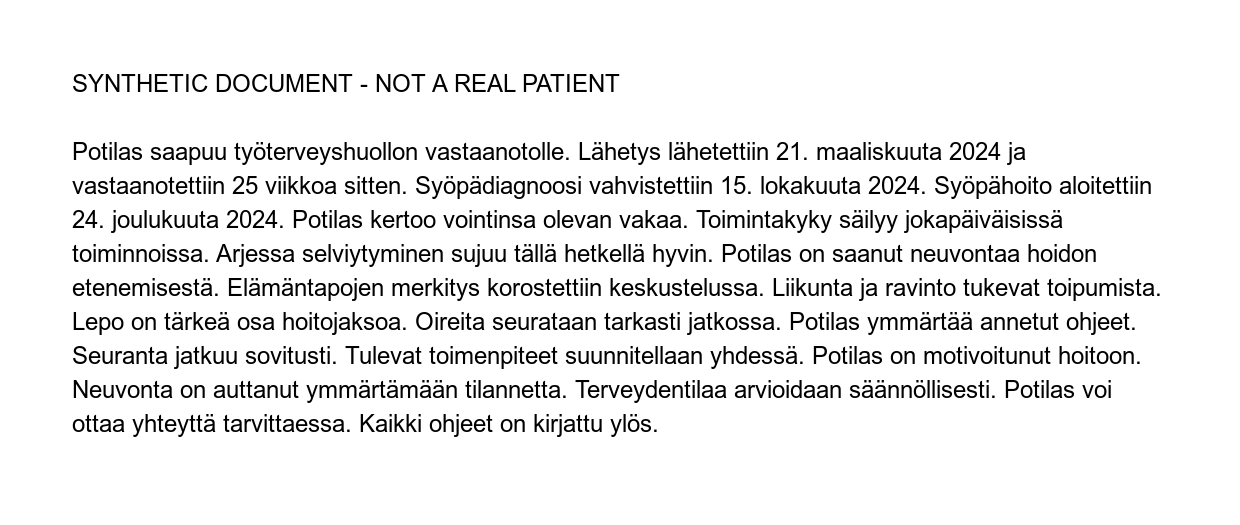 SYNTHETIC DOCUMENT - NOT A REAL PATIENT
Potilas saapuu työterveyshuollon vastaanotolle. Lähetys lähetettiin 21. maaliskuuta 2024 ja
vastaanotettiin 25 viikkoa sitten. Syöpädiagnoosi vahvistettiin 15. lokakuuta 2024. Syöpähoito aloitettiin
24. joulukuuta 2024. Potilas kertoo vointinsa olevan vakaa. Toimintakyky säilyy jokapäiväisissä
toiminnoissa. Arjessa selviytyminen sujuu tällä hetkellä hyvin. Potilas on saanut neuvontaa hoidon
etenemisestä. Elämäntapojen merkitys korostettiin keskustelussa. Liikunta ja ravinto tukevat toipumista.
Lepo on tärkeä osa hoitojaksoa. Oireita seurataan tarkasti jatkossa. Potilas ymmärtää annetut ohjeet.
Seuranta jatkuu sovitusti. Tulevat toimenpiteet suunnitellaan yhdessä. Potilas on motivoitunut hoitoon.
Neuvonta on auttanut ymmärtämään tilannetta. Terveydentilaa arvioidaan säännöllisesti. Potilas voi
ottaa yhteyttä tarvittaessa. Kaikki ohjeet on kirjattu ylös.